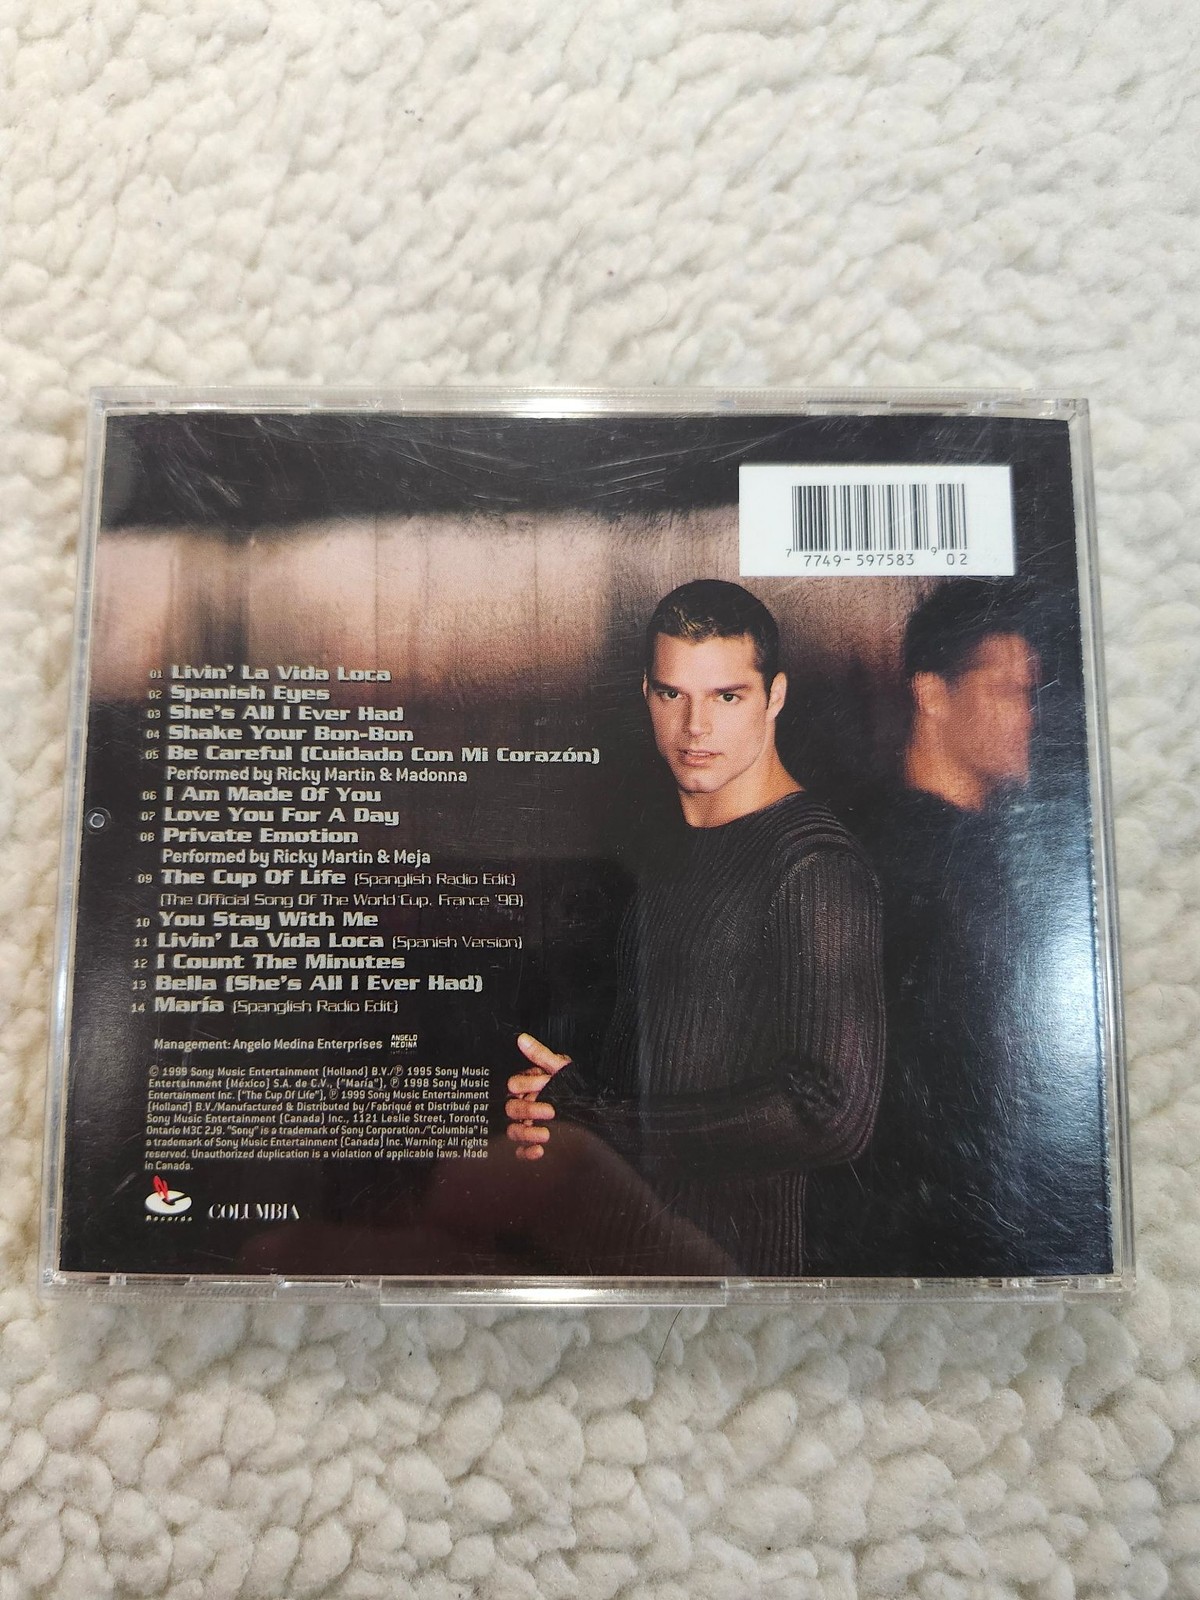 7 7749-597583 9 02
01 Livin' La Vida Loca
02 Spanish Eyes
03 She's All I Ever Had
04 Shake Your Bon-Bon
05 Be Careful (Cuidado Con Mi Corazón)
Performed by Ricky Martin & Madonna
06 I Am Made Of You
07 Love You For A Day
08 Private Emotion
Performed by Ricky Martin & Meja
09 The Cup Of Life (Spanglish Radio Edit)
(The Official Song Of The World Cup, France '98)
10 You Stay With Me
11 Livin' La Vida Loca (Spanish Version)
12 I Count The Minutes
13 Bella (She's All I Ever Had)
14 María (Spanglish Radio Edit)
Management: Angelo Medina Enterprises ANGELO MEDINA
© 1999 Sony Music Entertainment (Holland) B.V./℗ 1995 Sony Music
Entertainment (México) S.A. de C.V., ("María"), ℗ 1998 Sony Music
Entertainment Inc. ("The Cup Of Life"), ℗ 1999 Sony Music Entertainment
(Holland) B.V./Manufactured & Distributed by/Fabriqué et Distribué par
Sony Music Entertainment (Canada) Inc., 1121 Leslie Street, Toronto,
Ontario M3C 2J9. "Sony" is a trademark of Sony Corporation./"Columbia" is
a trademark of Sony Music Entertainment (Canada) Inc. Warning: All rights
reserved. Unauthorized duplication is a violation of applicable laws. Made
in Canada.
Records COLUMBIA